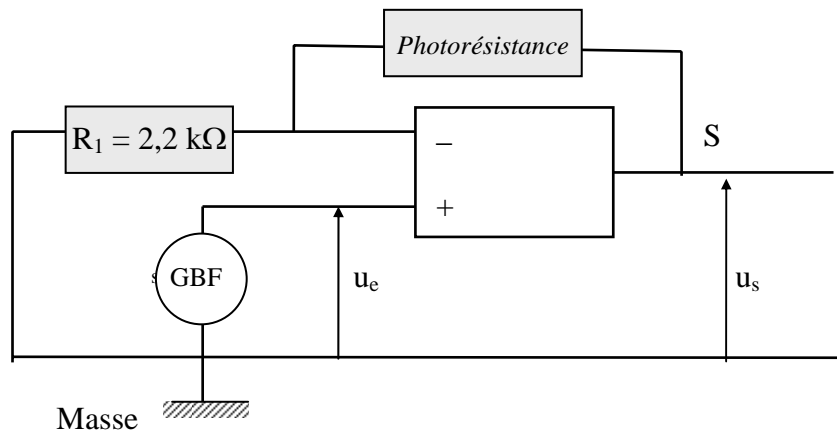 Photorésistance
R₁ = 2,2 kΩ
–
S
+
GBF
uₑ
uₛ
Masse